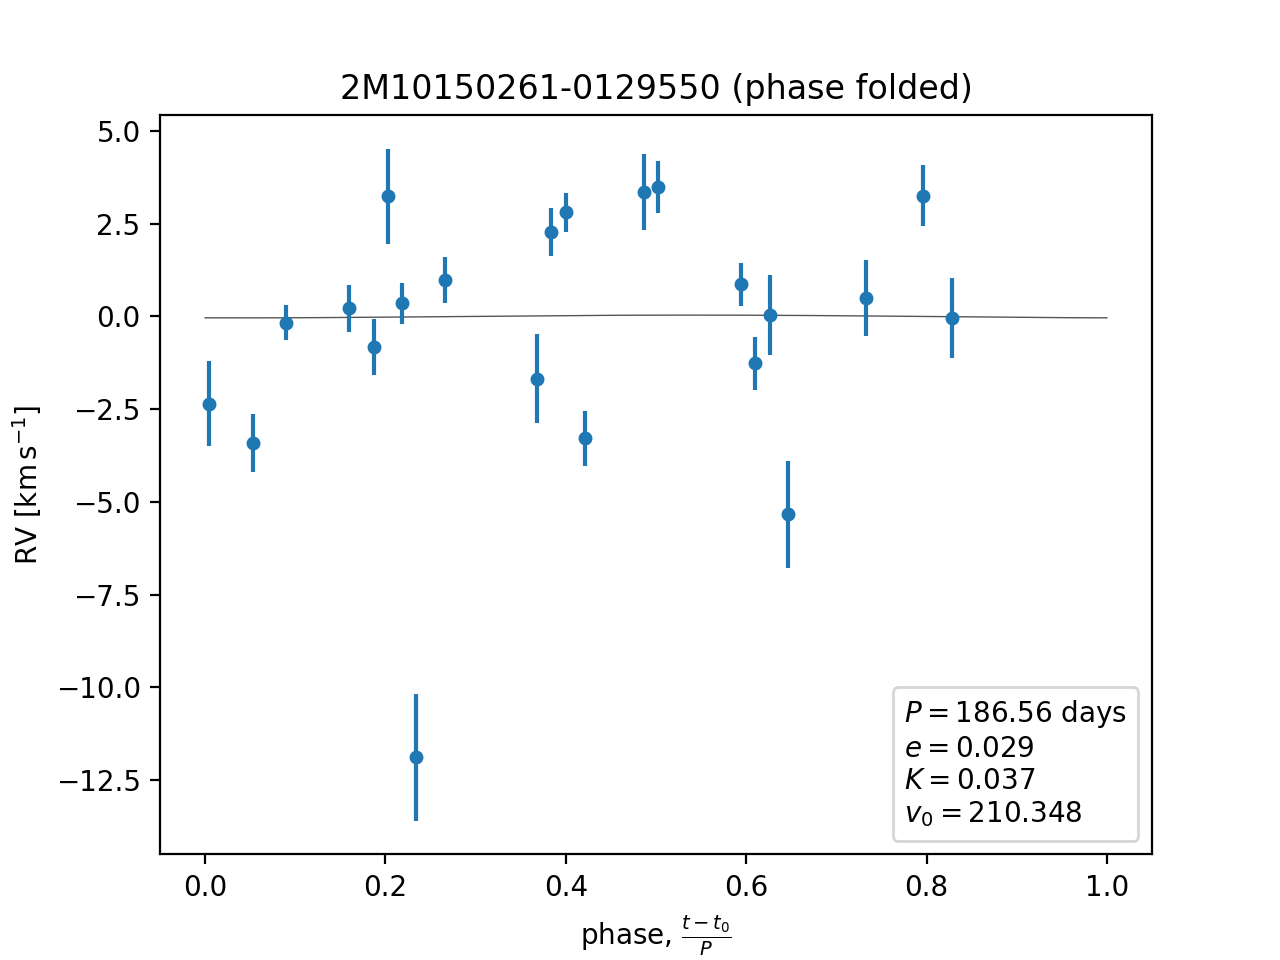 2M10150261-0129550 (phase folded)
5.0
2.5
0.0
−2.5
−5.0
−7.5
−10.0
−12.5
RV [km s⁻¹]
P = 186.56 days
e = 0.029
K = 0.037
v₀ = 210.348
0.0 0.2 0.4 0.6 0.8 1.0
phase, (t − t₀)/P